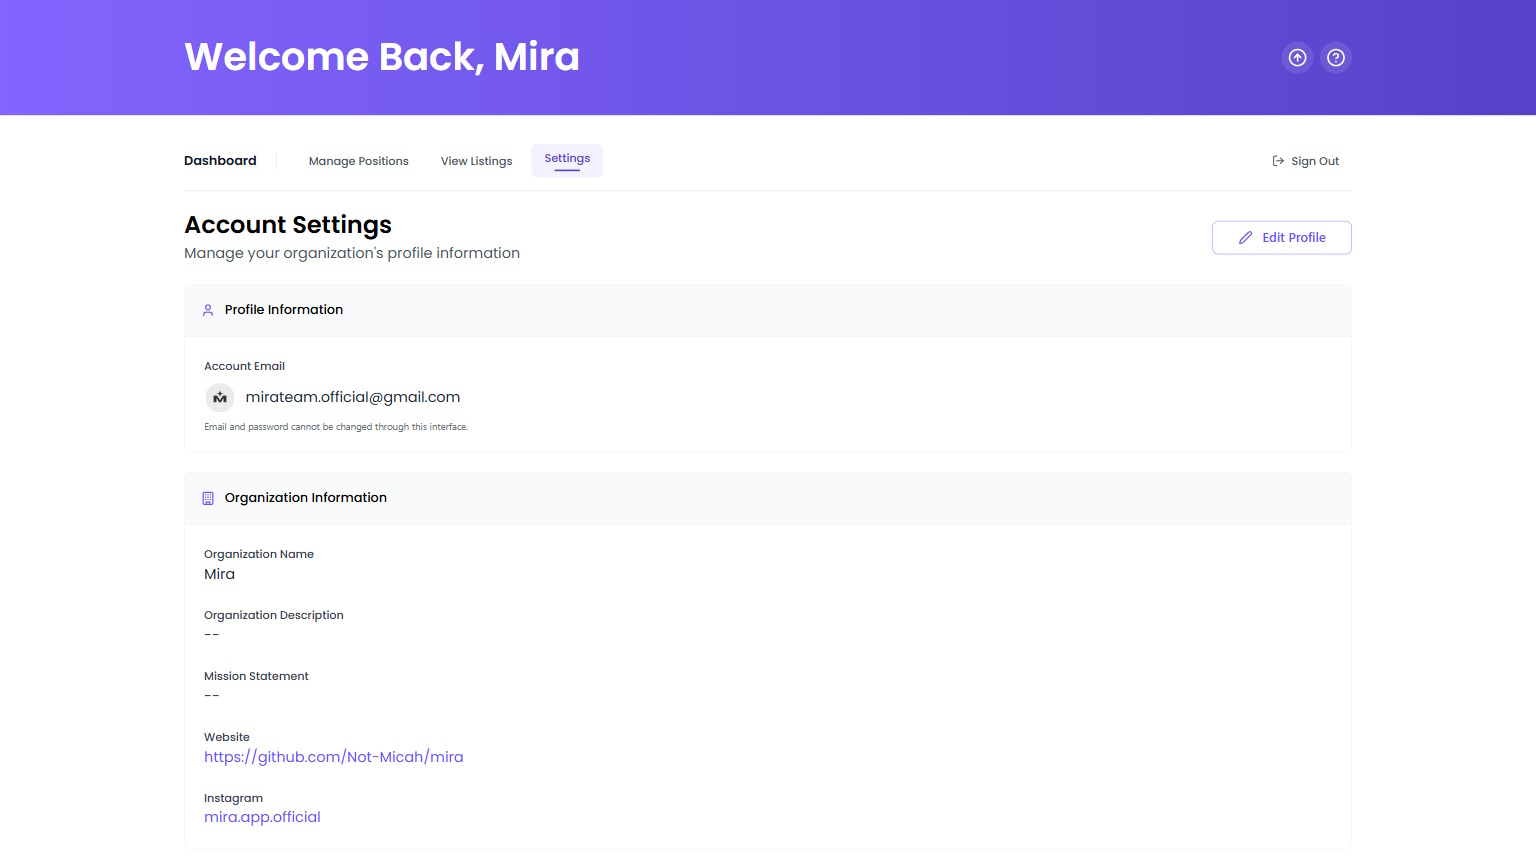 Welcome Back, Mira
Dashboard
Manage Positions
View Listings
Settings
Sign Out
Account Settings
Manage your organization's profile information
Edit Profile
Profile Information
Account Email
mirateam.official@gmail.com
Email and password cannot be changed through this interface.
Organization Information
Organization Name
Mira
Organization Description
--
Mission Statement
--
Website
https://github.com/Not-Micah/mira
Instagram
mira.app.official